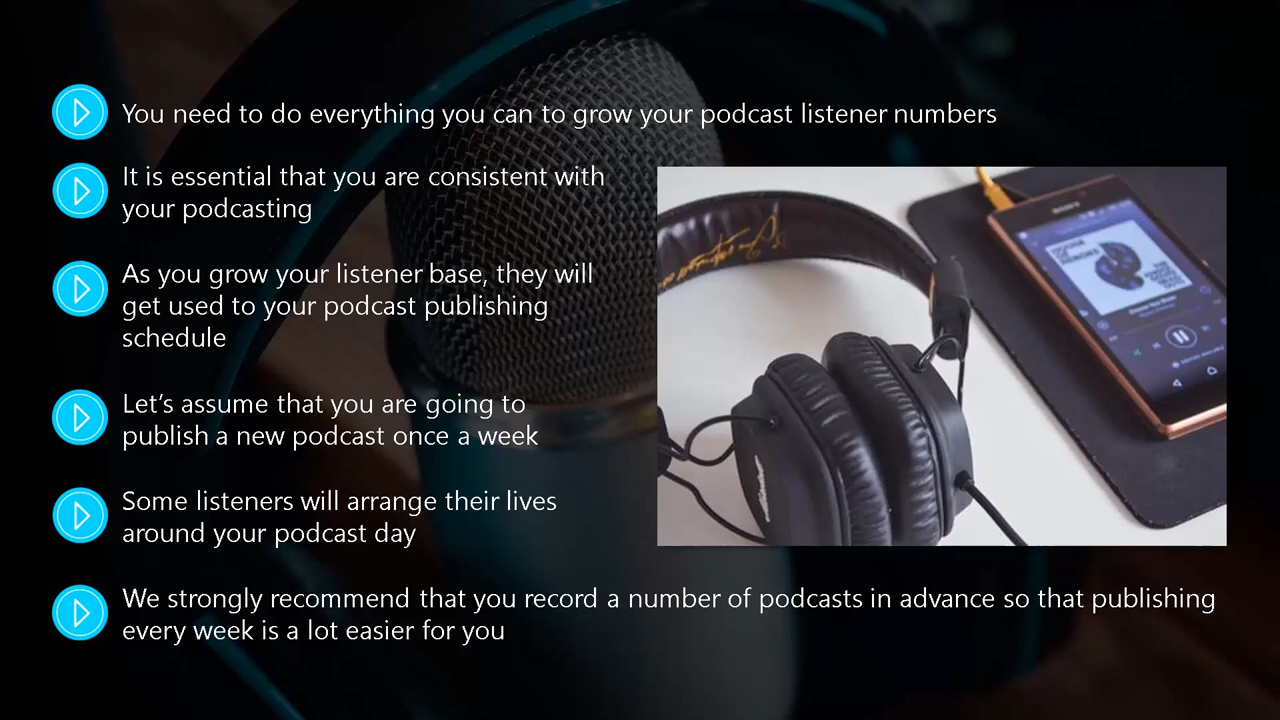 You need to do everything you can to grow your podcast listener numbers
It is essential that you are consistent with
your podcasting
As you grow your listener base, they will
get used to your podcast publishing
schedule
Let’s assume that you are going to
publish a new podcast once a week
Some listeners will arrange their lives
around your podcast day
We strongly recommend that you record a number of podcasts in advance so that publishing
every week is a lot easier for you
SONY